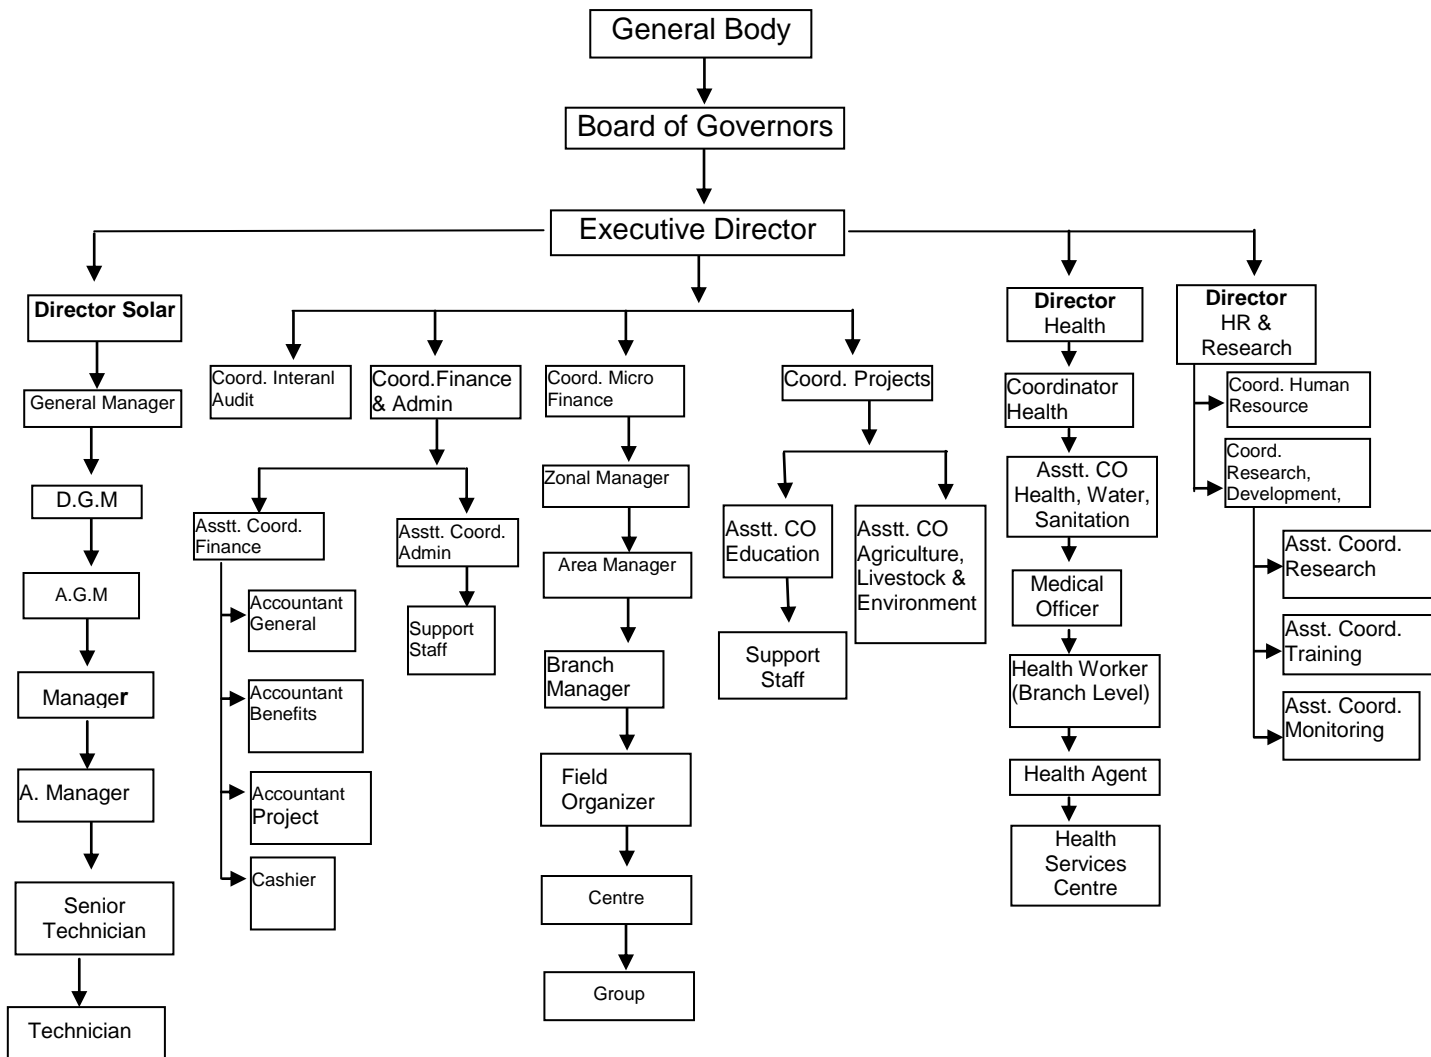 General Body
Board of Governors
Executive Director
Director Solar
General Manager
D.G.M
A.G.M
Manager
A. Manager
Senior
Technician
Technician
Coord. Interanl
Audit
Coord.Finance
& Admin
Asstt. Coord.
Finance
Accountant
General
Accountant
Benefits
Accountant
Project
Cashier
Asstt. Coord.
Admin
Support
Staff
Coord. Micro
Finance
Zonal Manager
Area Manager
Branch
Manager
Field
Organizer
Centre
Group
Coord. Projects
Asstt. CO
Education
Support
Staff
Asstt. CO
Agriculture,
Livestock &
Environment
Director
Health
Coordinator
Health
Asstt. CO
Health, Water,
Sanitation
Medical
Officer
Health Worker
(Branch Level)
Health Agent
Health
Services
Centre
Director
HR &
Research
Coord. Human
Resource
Coord.
Research,
Development,
Asst. Coord.
Research
Asst. Coord.
Training
Asst. Coord.
Monitoring